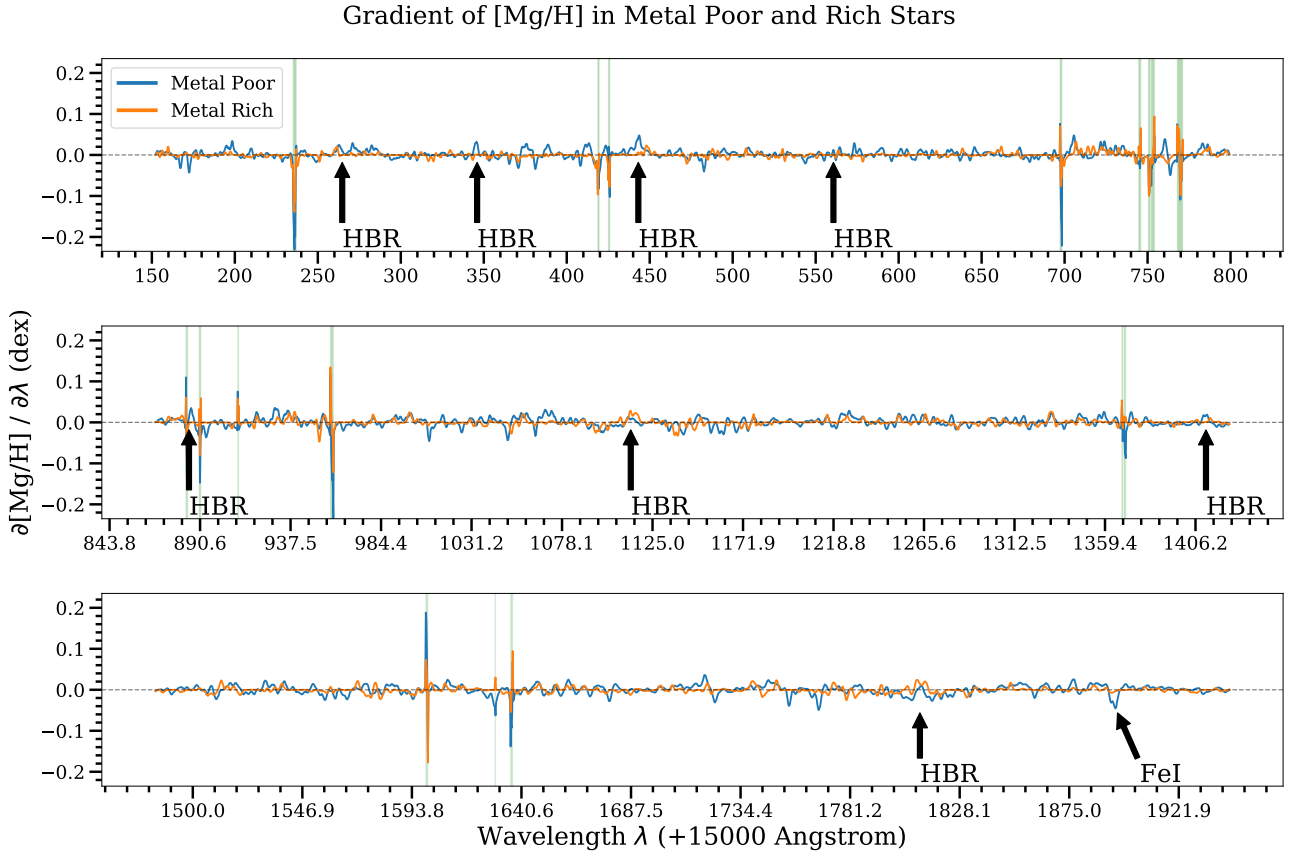 Gradient of [Mg/H] in Metal Poor and Rich Stars
Metal Poor
Metal Rich
0.2
0.1
0.0
−0.1
−0.2
HBR HBR HBR HBR
150 200 250 300 350 400 450 500 550 600 650 700 750 800
∂[Mg/H] / ∂λ (dex)
0.2
0.1
0.0
−0.1
−0.2
HBR HBR HBR
843.8 890.6 937.5 984.4 1031.2 1078.1 1125.0 1171.9 1218.8 1265.6 1312.5 1359.4 1406.2
0.2
0.1
0.0
−0.1
−0.2
HBR FeI
1500.0 1546.9 1593.8 1640.6 1687.5 1734.4 1781.2 1828.1 1875.0 1921.9
Wavelength λ (+15000 Angstrom)